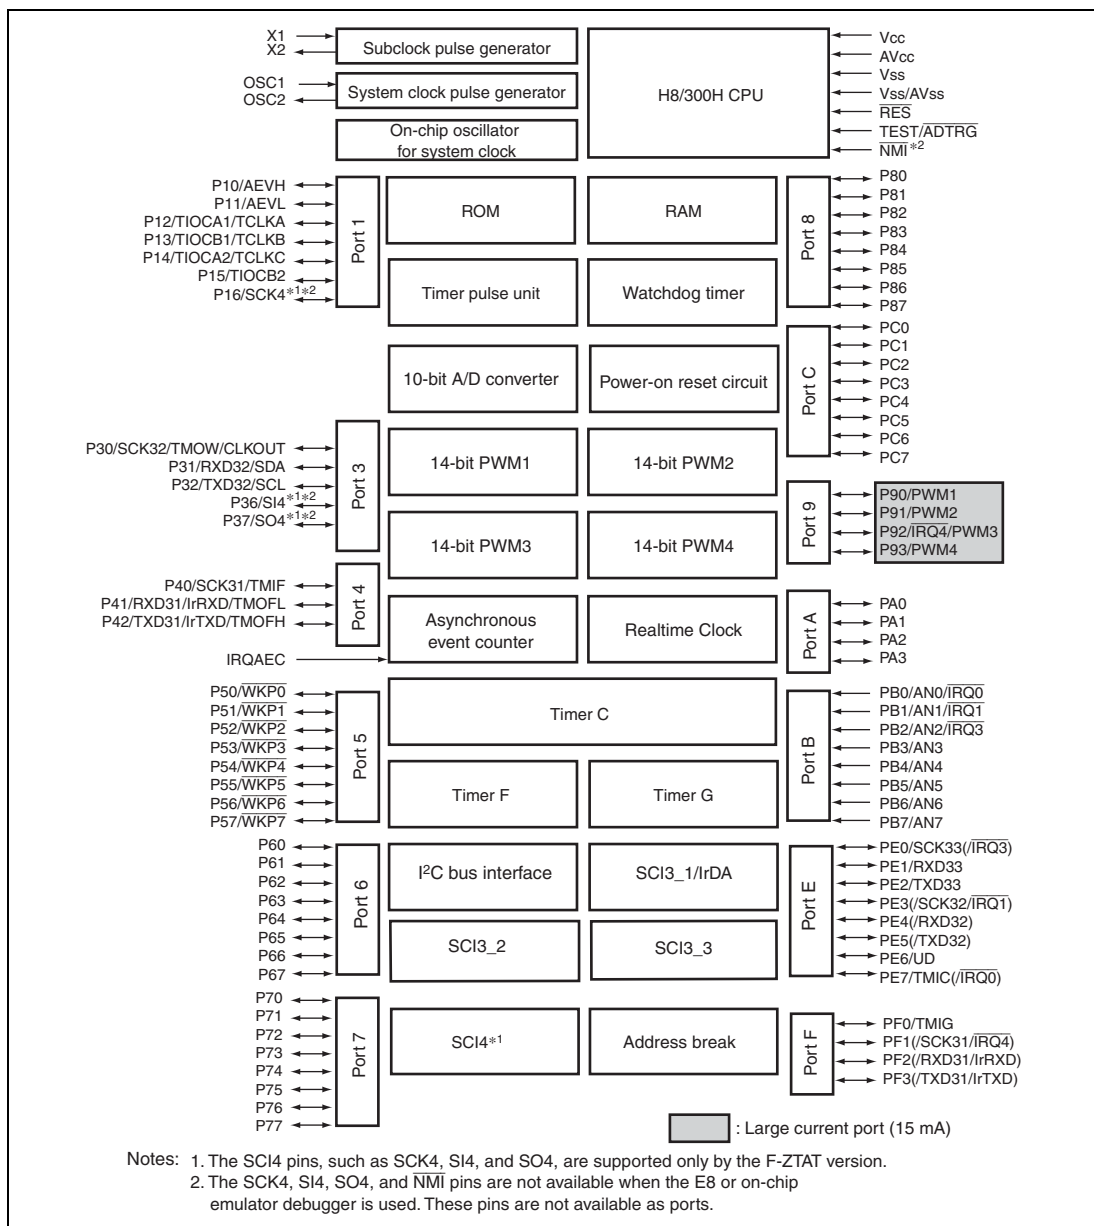 X1
X2
Subclock pulse generator
OSC1
OSC2
System clock pulse generator
On-chip oscillator
for system clock
H8/300H CPU
Vcc
AVcc
Vss
Vss/AVss
RES
TEST/ADTRG
NMI*2
P10/AEVH
P11/AEVL
P12/TIOCA1/TCLKA
P13/TIOCB1/TCLKB
P14/TIOCA2/TCLKC
P15/TIOCB2
P16/SCK4*1*2
Port 1
ROM
RAM
Port 8
P80
P81
P82
P83
P84
P85
P86
P87
Timer pulse unit
Watchdog timer
10-bit A/D converter
Power-on reset circuit
Port C
PC0
PC1
PC2
PC3
PC4
PC5
PC6
PC7
P30/SCK32/TMOW/CLKOUT
P31/RXD32/SDA
P32/TXD32/SCL
P36/SI4*1*2
P37/SO4*1*2
Port 3
14-bit PWM1
14-bit PWM2
14-bit PWM3
14-bit PWM4
Port 9
P90/PWM1
P91/PWM2
P92/IRQ4/PWM3
P93/PWM4
P40/SCK31/TMIF
P41/RXD31/IrRXD/TMOFL
P42/TXD31/IrTXD/TMOFH
Port 4
IRQAEC
Asynchronous
event counter
Realtime Clock
Port A
PA0
PA1
PA2
PA3
P50/WKP0
P51/WKP1
P52/WKP2
P53/WKP3
P54/WKP4
P55/WKP5
P56/WKP6
P57/WKP7
Port 5
Timer C
Timer F
Timer G
Port B
PB0/AN0/IRQ0
PB1/AN1/IRQ1
PB2/AN2/IRQ3
PB3/AN3
PB4/AN4
PB5/AN5
PB6/AN6
PB7/AN7
P60
P61
P62
P63
P64
P65
P66
P67
Port 6
I²C bus interface
SCI3_1/IrDA
SCI3_2
SCI3_3
Port E
PE0/SCK33(/IRQ3)
PE1/RXD33
PE2/TXD33
PE3(/SCK32/IRQ1)
PE4(/RXD32)
PE5(/TXD32)
PE6/UD
PE7/TMIC(/IRQ0)
P70
P71
P72
P73
P74
P75
P76
P77
Port 7
SCI4*1
Address break
Port F
PF0/TMIG
PF1(/SCK31/IRQ4)
PF2(/RXD31/IrRXD)
PF3(/TXD31/IrTXD)
: Large current port (15 mA)
Notes: 1. The SCI4 pins, such as SCK4, SI4, and SO4, are supported only by the F-ZTAT version.
2. The SCK4, SI4, SO4, and NMI pins are not available when the E8 or on-chip
emulator debugger is used. These pins are not available as ports.